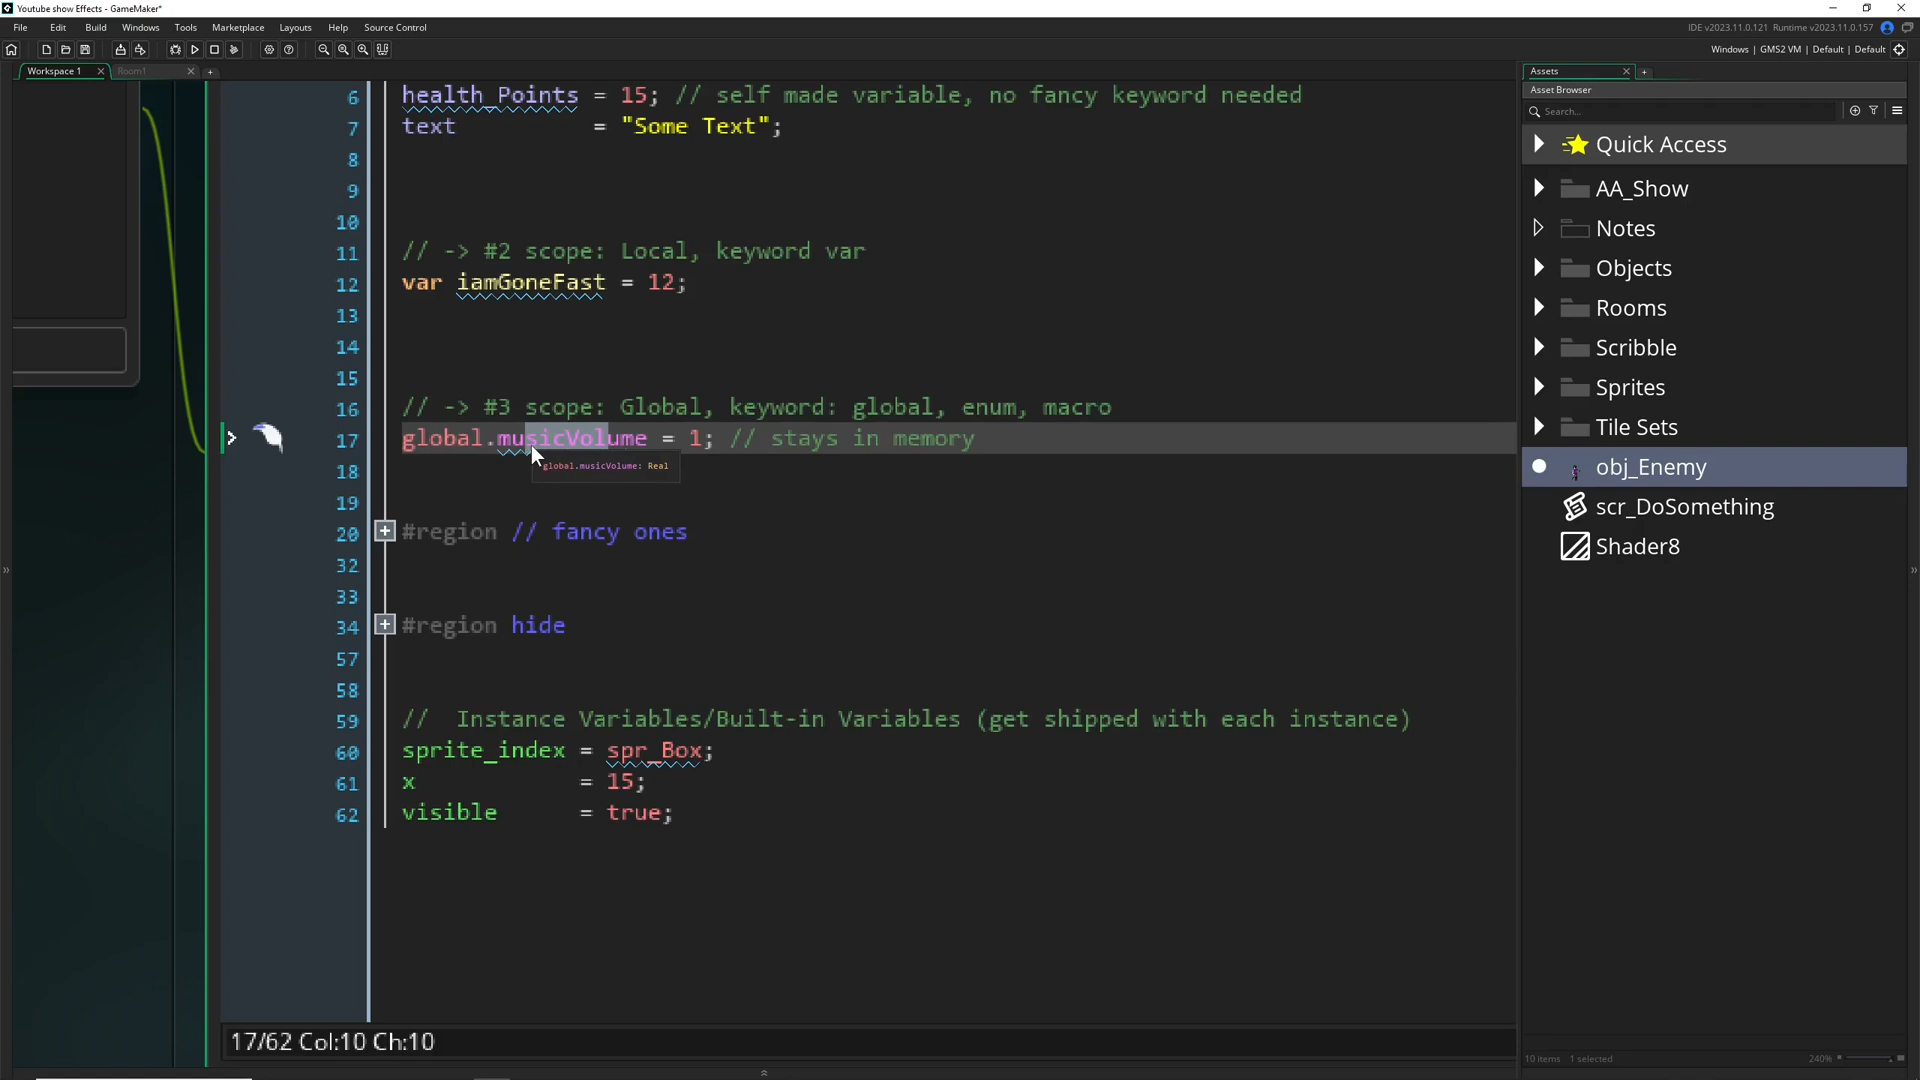 Youtube show Effects - GameMaker*
File Edit Build Windows Tools Marketplace Layouts Help Source Control
IDE v2023.11.0.121 Runtime v2023.11.0.157
Windows | GMS2 VM | Default | Default
Workspace 1 Room1
6 health_Points = 15; // self made variable, no fancy keyword needed
7 text = "Some Text";
8
9
10
11 // -> #2 scope: Local, keyword var
12 var iamGoneFast = 12;
13
14
15
16 // -> #3 scope: Global, keyword: global, enum, macro
17 global.musicVolume = 1; // stays in memory
global.musicVolume: Real
18
19
20 #region // fancy ones
32
33
34 #region hide
57
58
59 // Instance Variables/Built-in Variables (get shipped with each instance)
60 sprite_index = spr_Box;
61 x = 15;
62 visible = true;
17/62 Col:10 Ch:10
Assets
Asset Browser
Search...
Quick Access
AA_Show
Notes
Objects
Rooms
Scribble
Sprites
Tile Sets
obj_Enemy
scr_DoSomething
Shader8
10 items 1 selected 240%